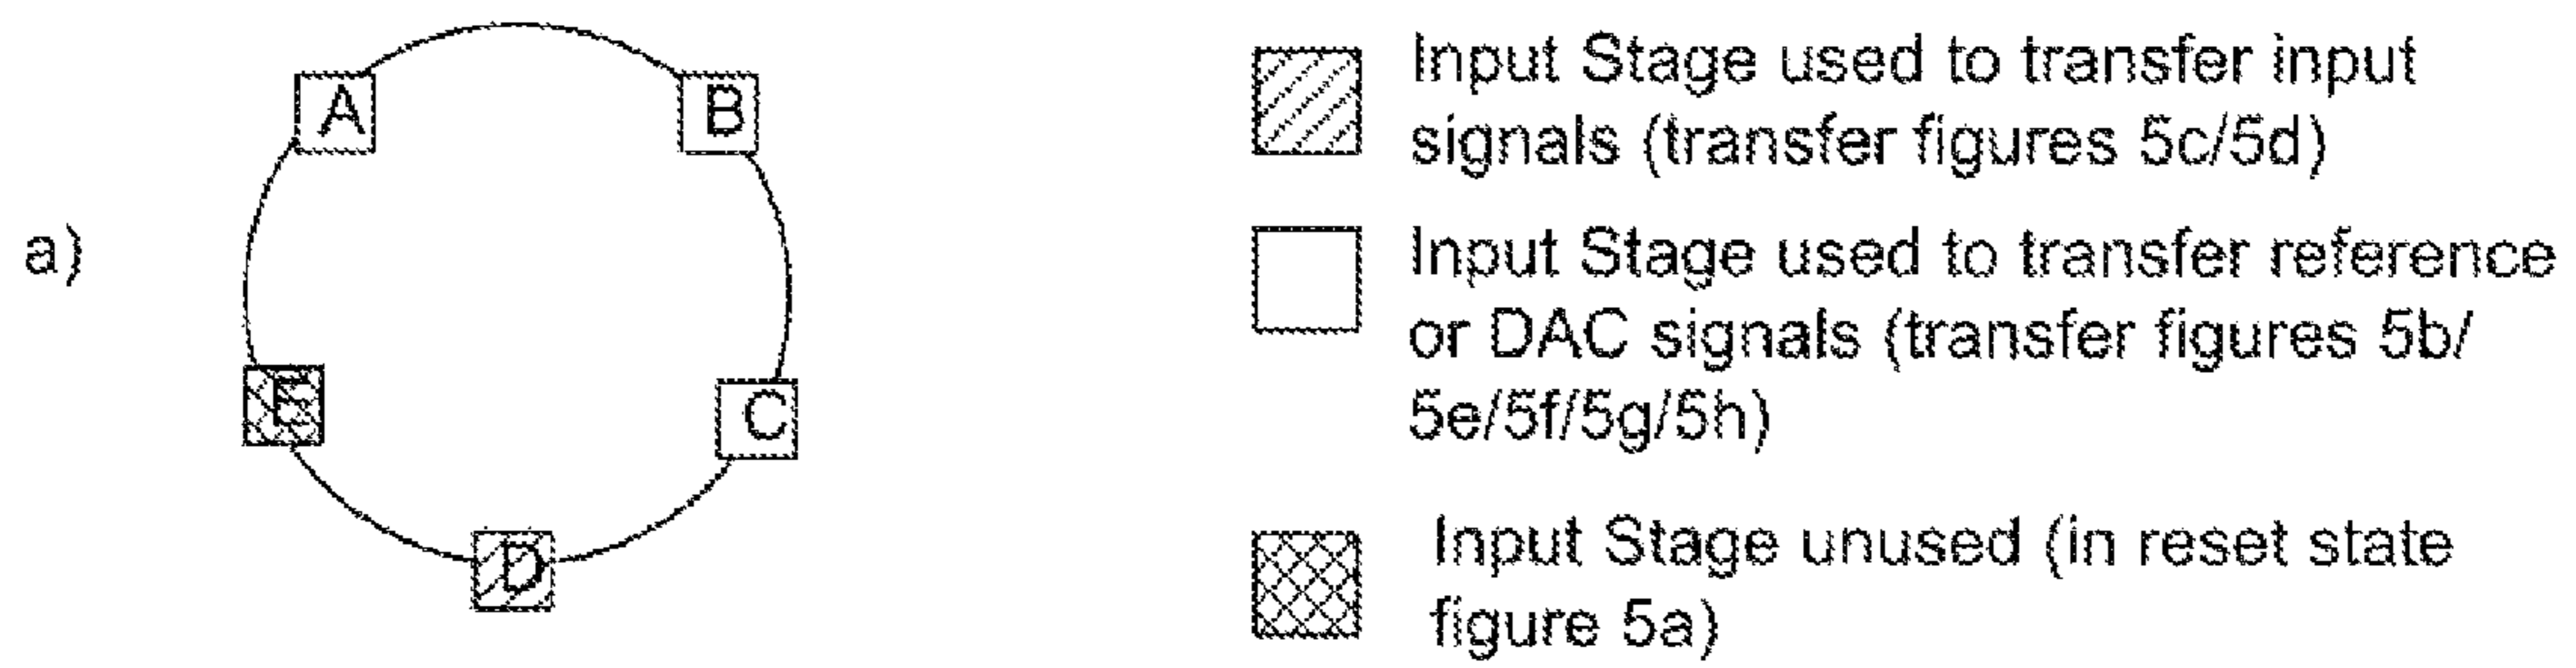 a)
A
B
C
D
E
Input Stage used to transfer input
signals (transfer figures 5c/5d)
Input Stage used to transfer reference
or DAC signals (transfer figures 5b/
5e/5f/5g/5h)
Input Stage unused (in reset state
figure 5a)